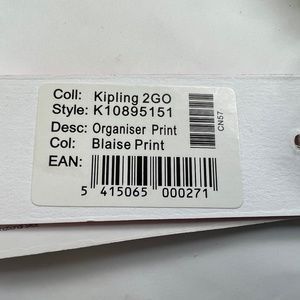 Coll: Kipling 2GO
Style: K10895151
Desc: Organiser Print
Col: Blaise Print
EAN:
5 415065 000271
CN57